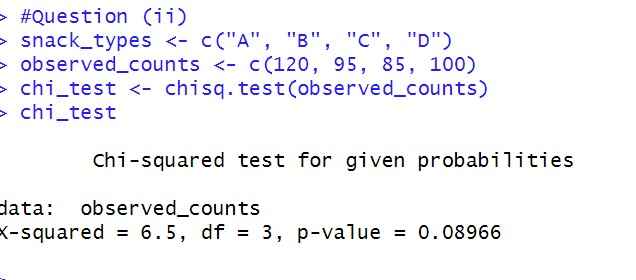 > #Question (ii)
> snack_types <- c("A", "B", "C", "D")
> observed_counts <- c(120, 95, 85, 100)
> chi_test <- chisq.test(observed_counts)
> chi_test
Chi-squared test for given probabilities
data:  observed_counts
X-squared = 6.5, df = 3, p-value = 0.08966